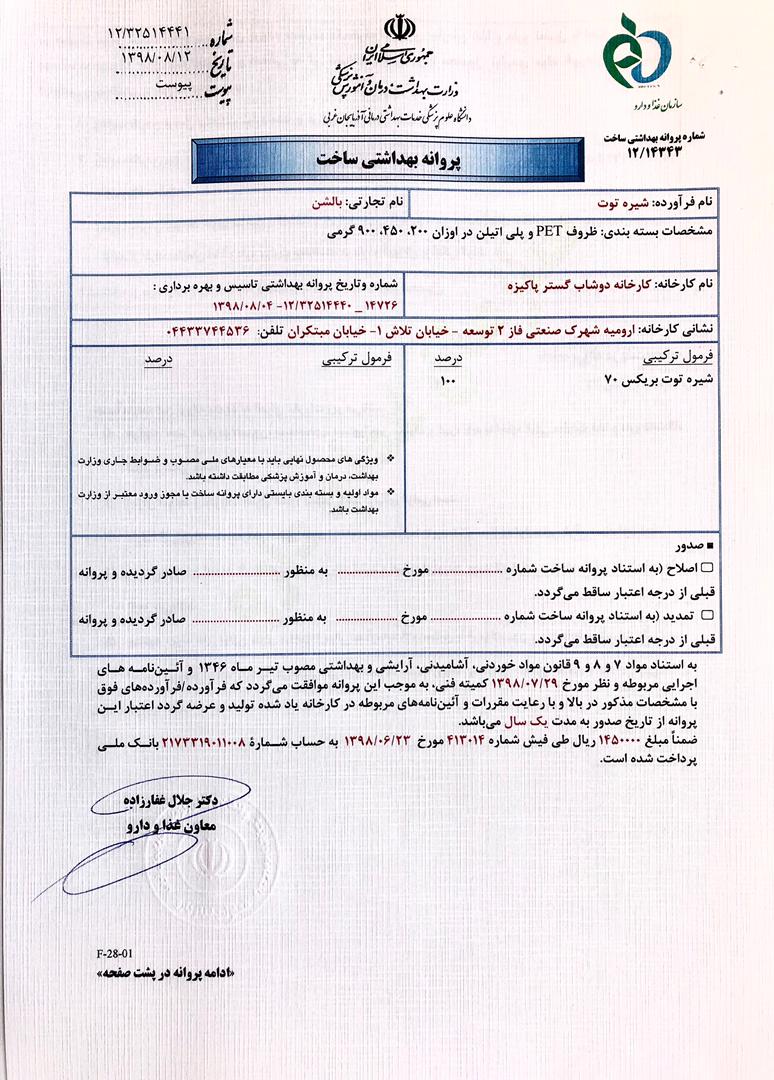 جمهوری اسلامی ایران
وزارت بهداشت، درمان و آموزش پزشکی
دانشگاه علوم پزشکی خدمات بهداشتی درمانی آذربایجان غربی
شماره ۱۲/۳۲۵۱۴۴۴۱
تاریخ ۱۳۹۸/۰۸/۱۲
پیوست پیوست
سازمان غذا و دارو
شماره پروانه بهداشتی ساخت
۱۲/۱۴۳۴۳
پروانه بهداشتی ساخت
نام فرآورده: شیره توت
نام تجارتی: بالشن
مشخصات بسته بندی: ظروف PET و پلی اتیلن در اوزان ۲۰۰، ۴۵۰، ۹۰۰ گرمی
نام کارخانه: کارخانه دوشاب گستر پاکیزه
شماره وتاریخ پروانه بهداشتی تاسیس و بهره برداری :
۱۴۷۲۶ _ ۱۲/۳۲۵۱۴۴۴۰- ۱۳۹۸/۰۸/۰۴
نشانی کارخانه: ارومیه شهرک صنعتی فاز ۲ توسعه - خیابان تلاش ۱- خیابان مبتکران تلفن: ۰۴۴۳۳۷۴۴۵۳۶
فرمول ترکیبی درصد
شیره توت بریکس ۷۰ ۱۰۰
فرمول ترکیبی درصد
❖ ویژگی های محصول نهایی باید با معیارهای ملی مصوب و ضوابط جاری وزارت
بهداشت، درمان و آموزش پزشکی مطابقت داشته باشد.
❖ مواد اولیه و بسته بندی بایستی دارای پروانه ساخت یا مجوز ورود معتبر از وزارت
بهداشت باشد.
■ صدور
▢ اصلاح (به استناد پروانه ساخت شماره .................. مورخ ............... به منظور ..................... صادر گردیده و پروانه
قبلی از درجه اعتبار ساقط می‌گردد.
▢ تمدید (به استناد پروانه ساخت شماره .................. مورخ ............... به منظور ..................... صادر گردیده و پروانه
قبلی از درجه اعتبار ساقط می‌گردد.
به استناد مواد ۷ و ۸ و ۹ قانون مواد خوردنی، آشامیدنی، آرایشی و بهداشتی مصوب تیر ماه ۱۳۴۶ و آئین‌نامه های
اجرایی مربوطه و نظر مورخ ۱۳۹۸/۰۷/۲۹ کمیته فنی، به موجب این پروانه موافقت می‌گردد که فرآورده/فرآورده‌های فوق
با مشخصات مذکور در بالا و با رعایت مقررات و آئین‌نامه‌های مربوطه در کارخانه یاد شده تولید و عرضه گردد اعتبار این
پروانه از تاریخ صدور به مدت یک سال می‌باشد.
ضمناً مبلغ ۱۴۵۰۰۰۰ ریال طی فیش شماره ۴۱۳۰۱۴ مورخ ۱۳۹۸/۰۶/۲۳ به حساب شمارهٔ ۲۱۷۳۳۱۹۰۱۱۰۰۸ بانک ملی
پرداخت شده است.
دکتر جلال غفارزاده
معاون غذا و دارو
F-28-01
«ادامه پروانه در پشت صفحه»